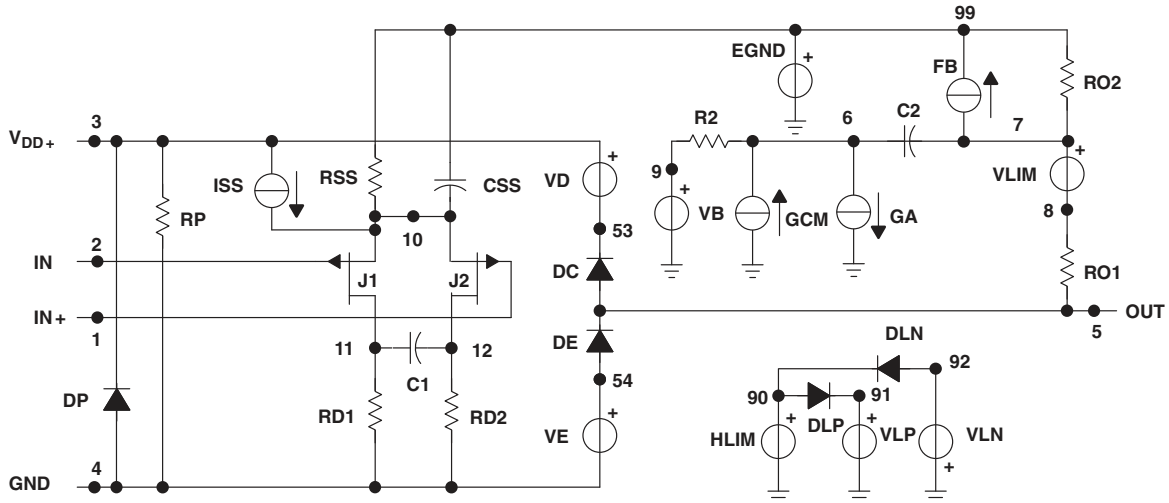 99
EGND
+
FB
RO2
R2
6
C2
7
VDD+
3
RSS
CSS
VD
+
9
+
VLIM
ISS
RP
VB
GCM
GA
8
10
53
2
IN
J1
J2
DC
RO1
IN+
1
OUT
5
11
12
DE
DLN
92
C1
54
90
91
DP
RD1
RD2
+
VE
HLIM
+
DLP
+
VLP
VLN
+
4
GND
+